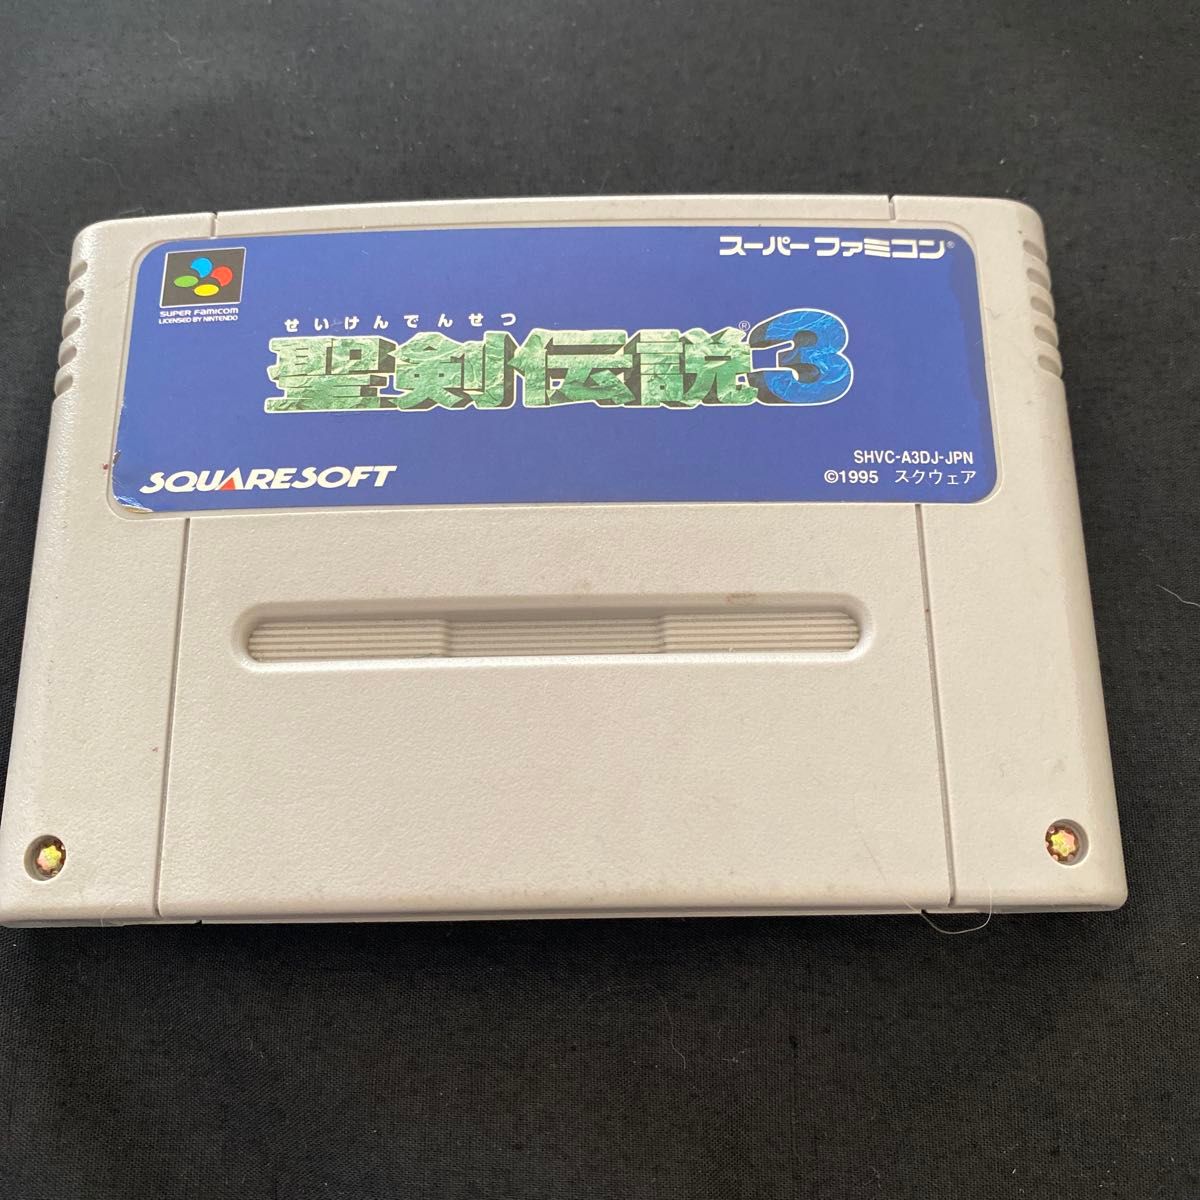 スーパーファミコン®
SUPER FAMICOM
LICENSED BY NINTENDO
せいけんでんせつ
聖剣伝説3®
SHVC-A3DJ-JPN
SQUARESOFT
©1995 スクウェア